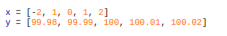 x = [-2, 1, 0, 1, 2]
y = [99.98, 99.99, 100, 100.01, 100.02]